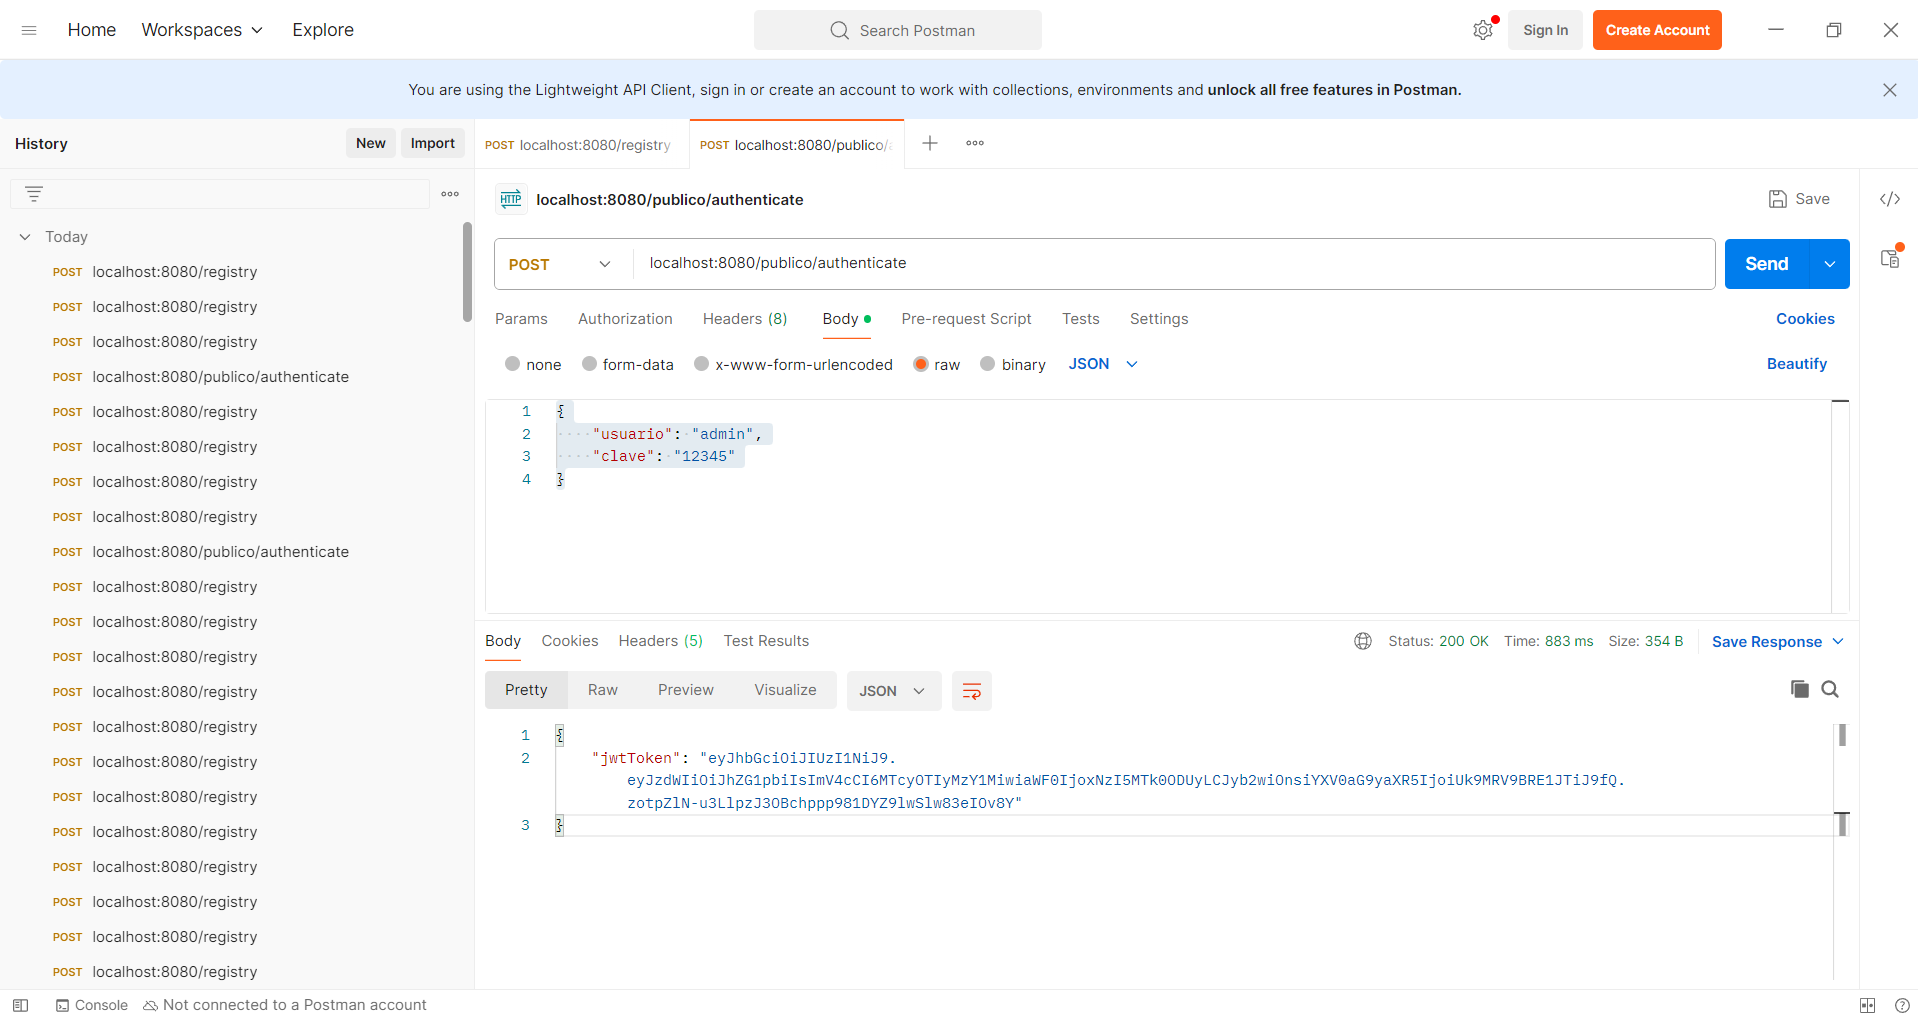 Home Workspaces Explore Search Postman Sign In Create Account
You are using the Lightweight API Client, sign in or create an account to work with collections, environments and unlock all free features in Postman.
History New Import
POST localhost:8080/registry POST localhost:8080/publico/
Today
POST localhost:8080/registry
POST localhost:8080/registry
POST localhost:8080/registry
POST localhost:8080/publico/authenticate
POST localhost:8080/registry
POST localhost:8080/registry
POST localhost:8080/registry
POST localhost:8080/registry
POST localhost:8080/publico/authenticate
POST localhost:8080/registry
POST localhost:8080/registry
POST localhost:8080/registry
POST localhost:8080/registry
POST localhost:8080/registry
POST localhost:8080/registry
POST localhost:8080/registry
POST localhost:8080/registry
POST localhost:8080/registry
POST localhost:8080/registry
POST localhost:8080/registry
POST localhost:8080/registry
HTTP localhost:8080/publico/authenticate Save </>
POST localhost:8080/publico/authenticate Send
Params Authorization Headers (8) Body Pre-request Script Tests Settings Cookies
none form-data x-www-form-urlencoded raw binary JSON Beautify
1 {
2 "usuario": "admin",
3 "clave": "12345"
4 }
Body Cookies Headers (5) Test Results Status: 200 OK Time: 883 ms Size: 354 B Save Response
Pretty Raw Preview Visualize JSON
1 {
2 "jwtToken": "eyJhbGciOiJIUzI1NiJ9.
eyJzdWIiOiJhZG1pbiIsImV4cCI6MTcyOTIyMzY1MiwiaWF0IjoxNzI5MTk0ODUyLCJyb2wiOnsiYXV0aG9yaXR5IjoiUk9MRV9BRE1JTiJ9fQ.
zotpZlN-u3LlpzJ3OBchppp981DYZ9lwSlw83eIOv8Y"
3 }
Console Not connected to a Postman account